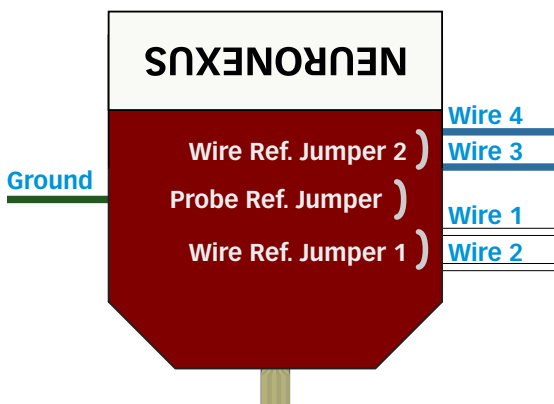 NEURONEXUS
Wire 4
Wire Ref. Jumper 2
Wire 3
Ground
Probe Ref. Jumper
Wire 1
Wire Ref. Jumper 1
Wire 2